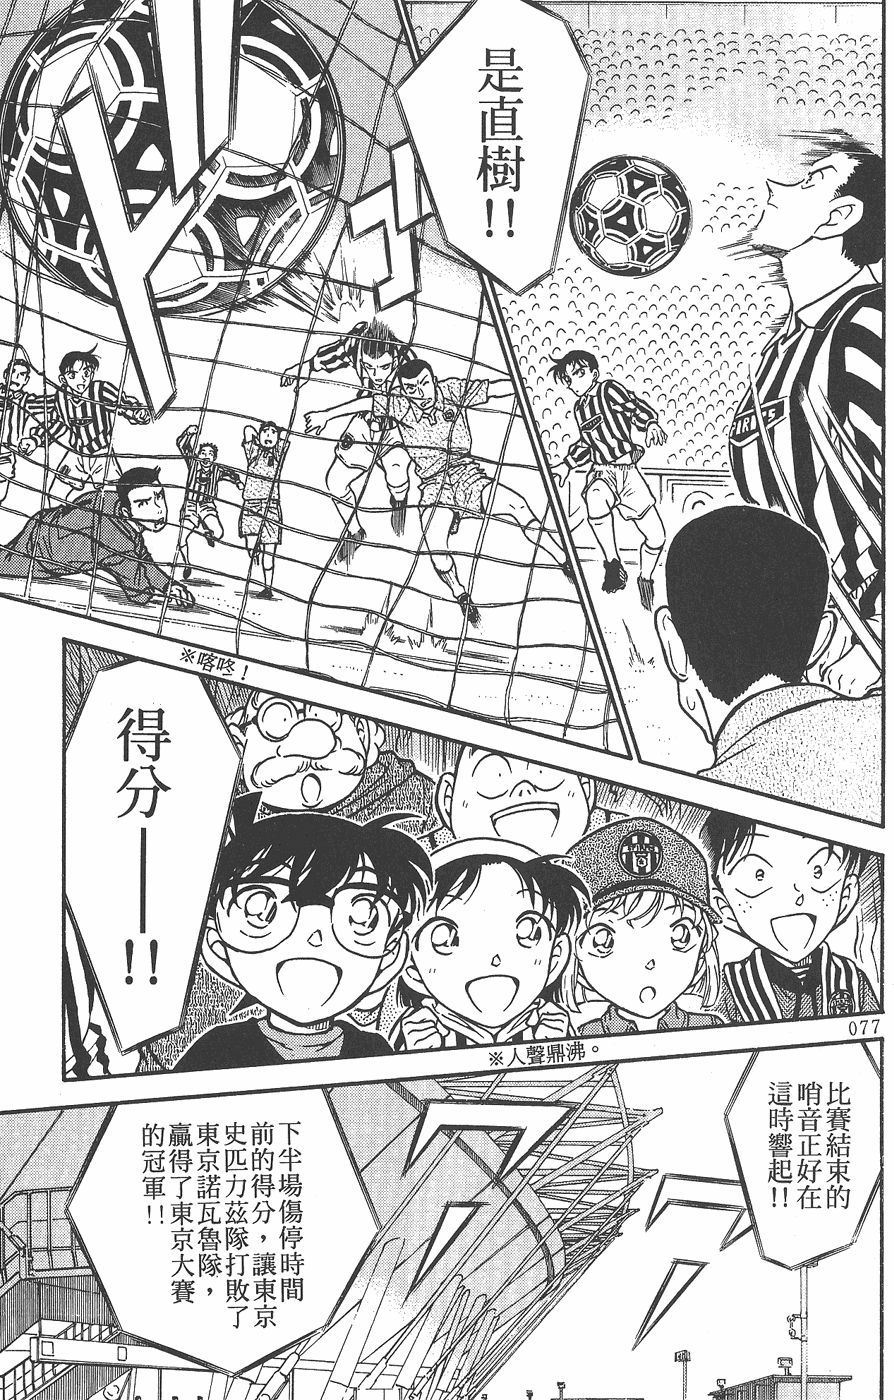 是直樹!!
※喀咚！
得分——!!
077
※人聲鼎沸。
比賽結束的
哨音正好在
這時響起!!
下半場傷停時間
前的得分，讓東京
史匹力茲隊打敗了
東京諾瓦魯隊，
贏得了東京大賽
的冠軍!!